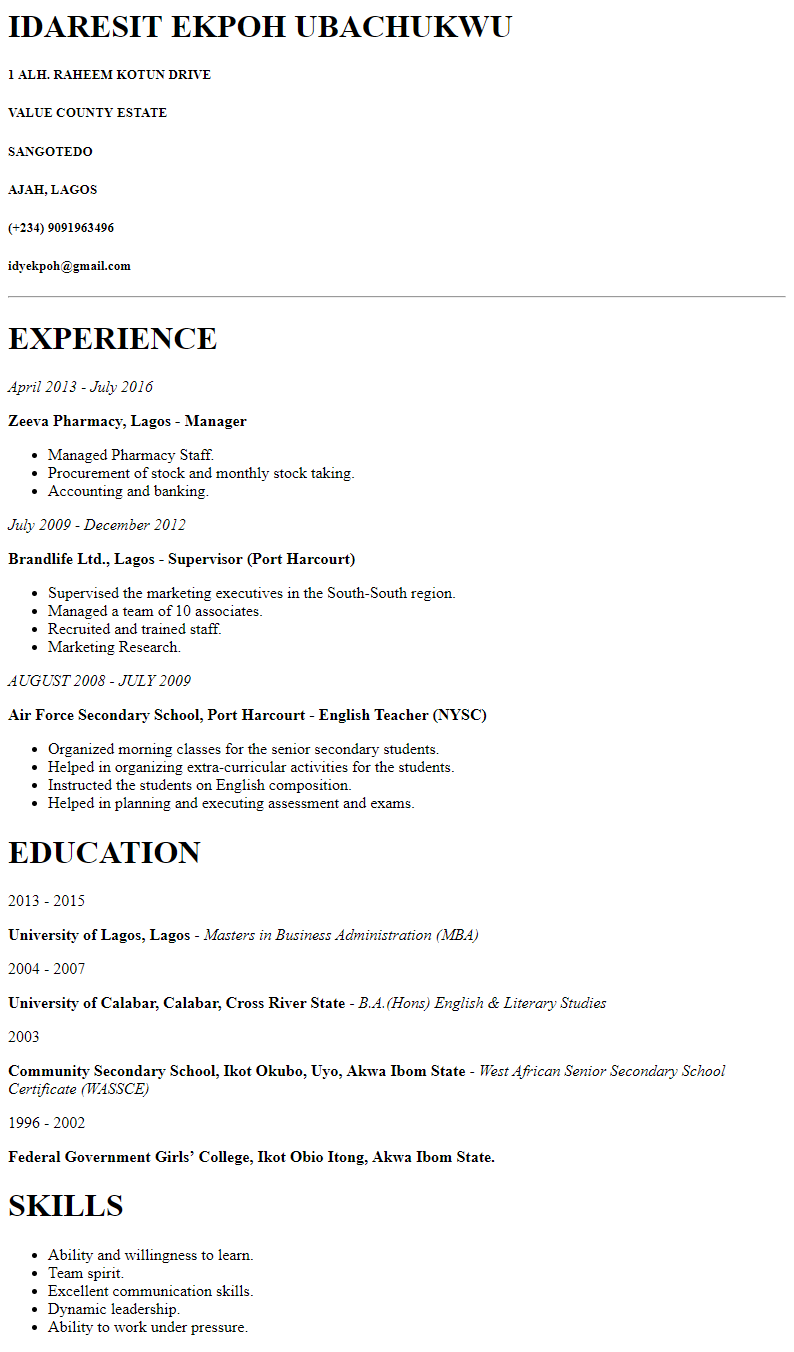 IDARESIT EKPOH UBACHUKWU
1 ALH. RAHEEM KOTUN DRIVE
VALUE COUNTY ESTATE
SANGOTEDO
AJAH, LAGOS
(+234) 9091963496
idyekpoh@gmail.com
EXPERIENCE
April 2013 - July 2016
Zeeva Pharmacy, Lagos - Manager
• Managed Pharmacy Staff.
• Procurement of stock and monthly stock taking.
• Accounting and banking.
July 2009 - December 2012
Brandlife Ltd., Lagos - Supervisor (Port Harcourt)
• Supervised the marketing executives in the South-South region.
• Managed a team of 10 associates.
• Recruited and trained staff.
• Marketing Research.
AUGUST 2008 - JULY 2009
Air Force Secondary School, Port Harcourt - English Teacher (NYSC)
• Organized morning classes for the senior secondary students.
• Helped in organizing extra-curricular activities for the students.
• Instructed the students on English composition.
• Helped in planning and executing assessment and exams.
EDUCATION
2013 - 2015
University of Lagos, Lagos - Masters in Business Administration (MBA)
2004 - 2007
University of Calabar, Calabar, Cross River State - B.A.(Hons) English & Literary Studies
2003
Community Secondary School, Ikot Okubo, Uyo, Akwa Ibom State - West African Senior Secondary School
Certificate (WASSCE)
1996 - 2002
Federal Government Girls’ College, Ikot Obio Itong, Akwa Ibom State.
SKILLS
• Ability and willingness to learn.
• Team spirit.
• Excellent communication skills.
• Dynamic leadership.
• Ability to work under pressure.